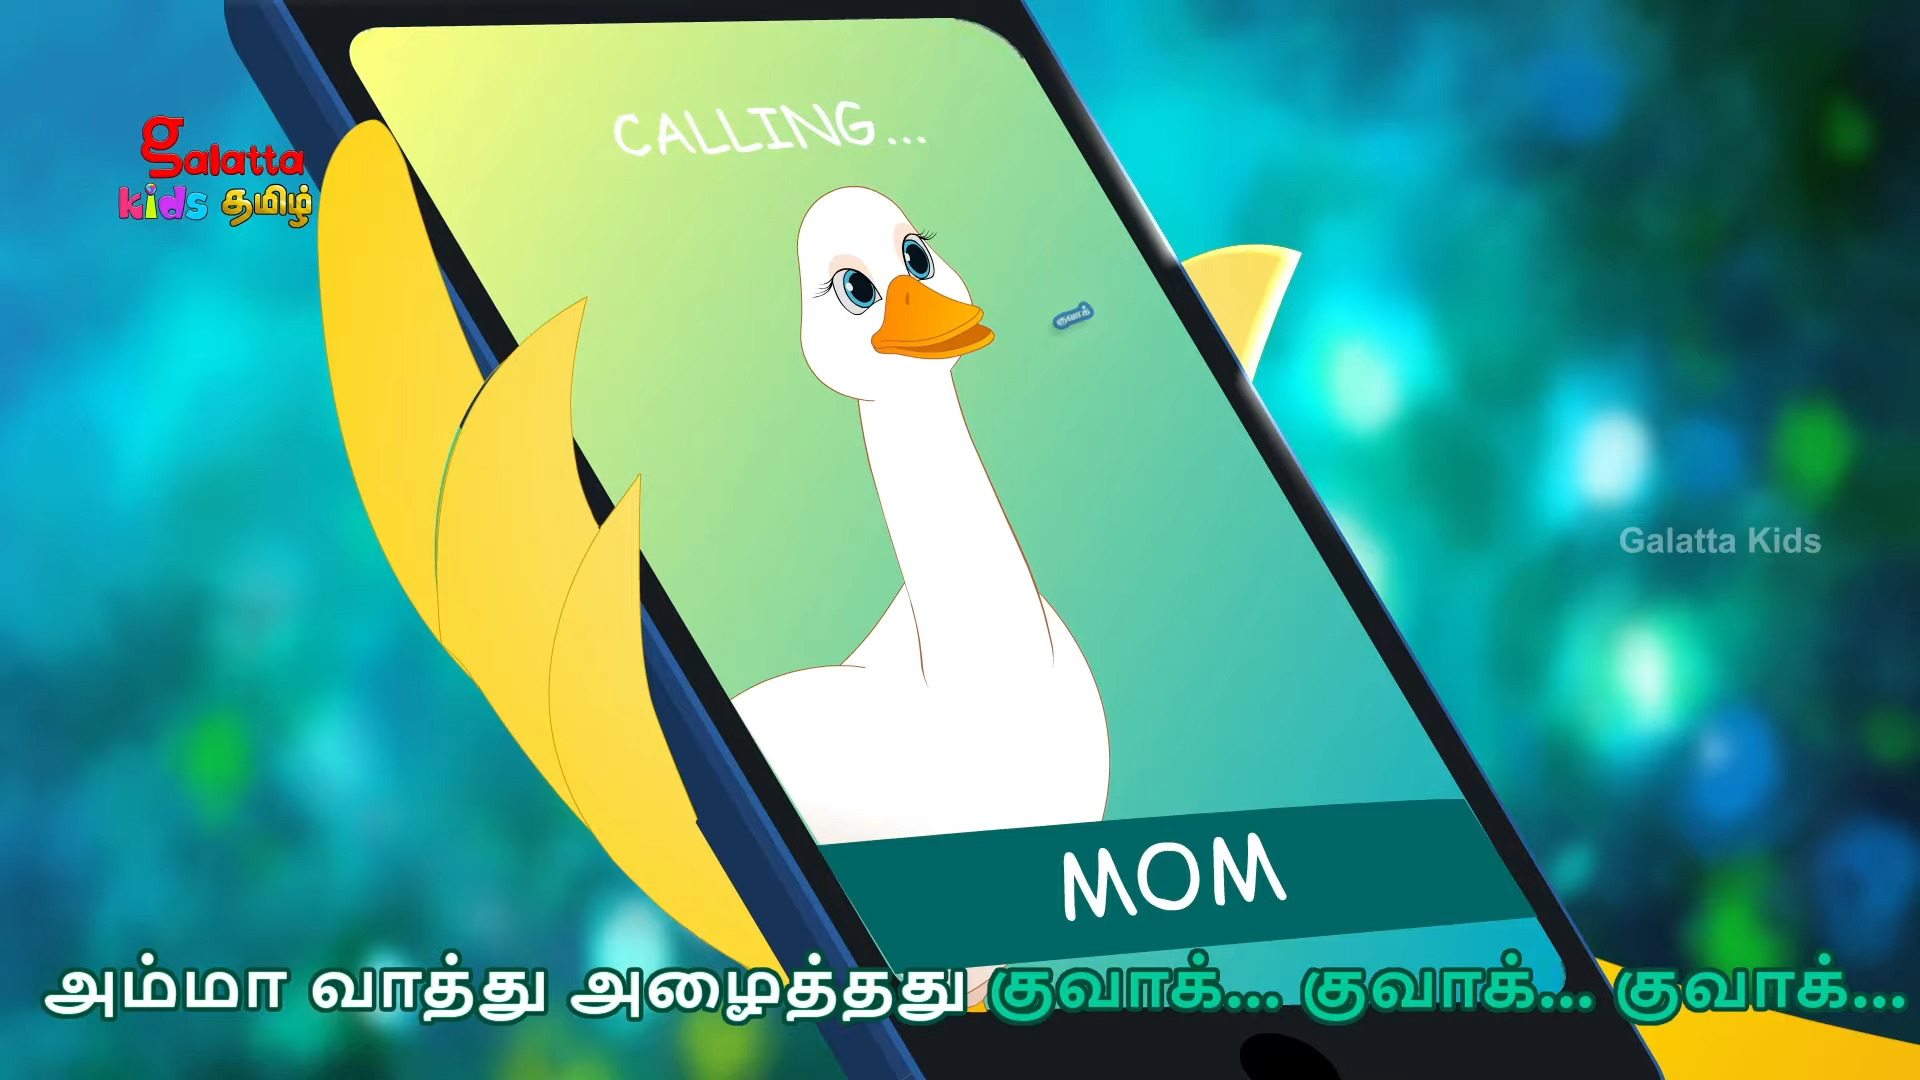 CALLING...
galatta
kids தமிழ்
குவாக்
Galatta Kids
MOM
அம்மா வாத்து அழைத்தது குவாக்... குவாக்... குவாக்...